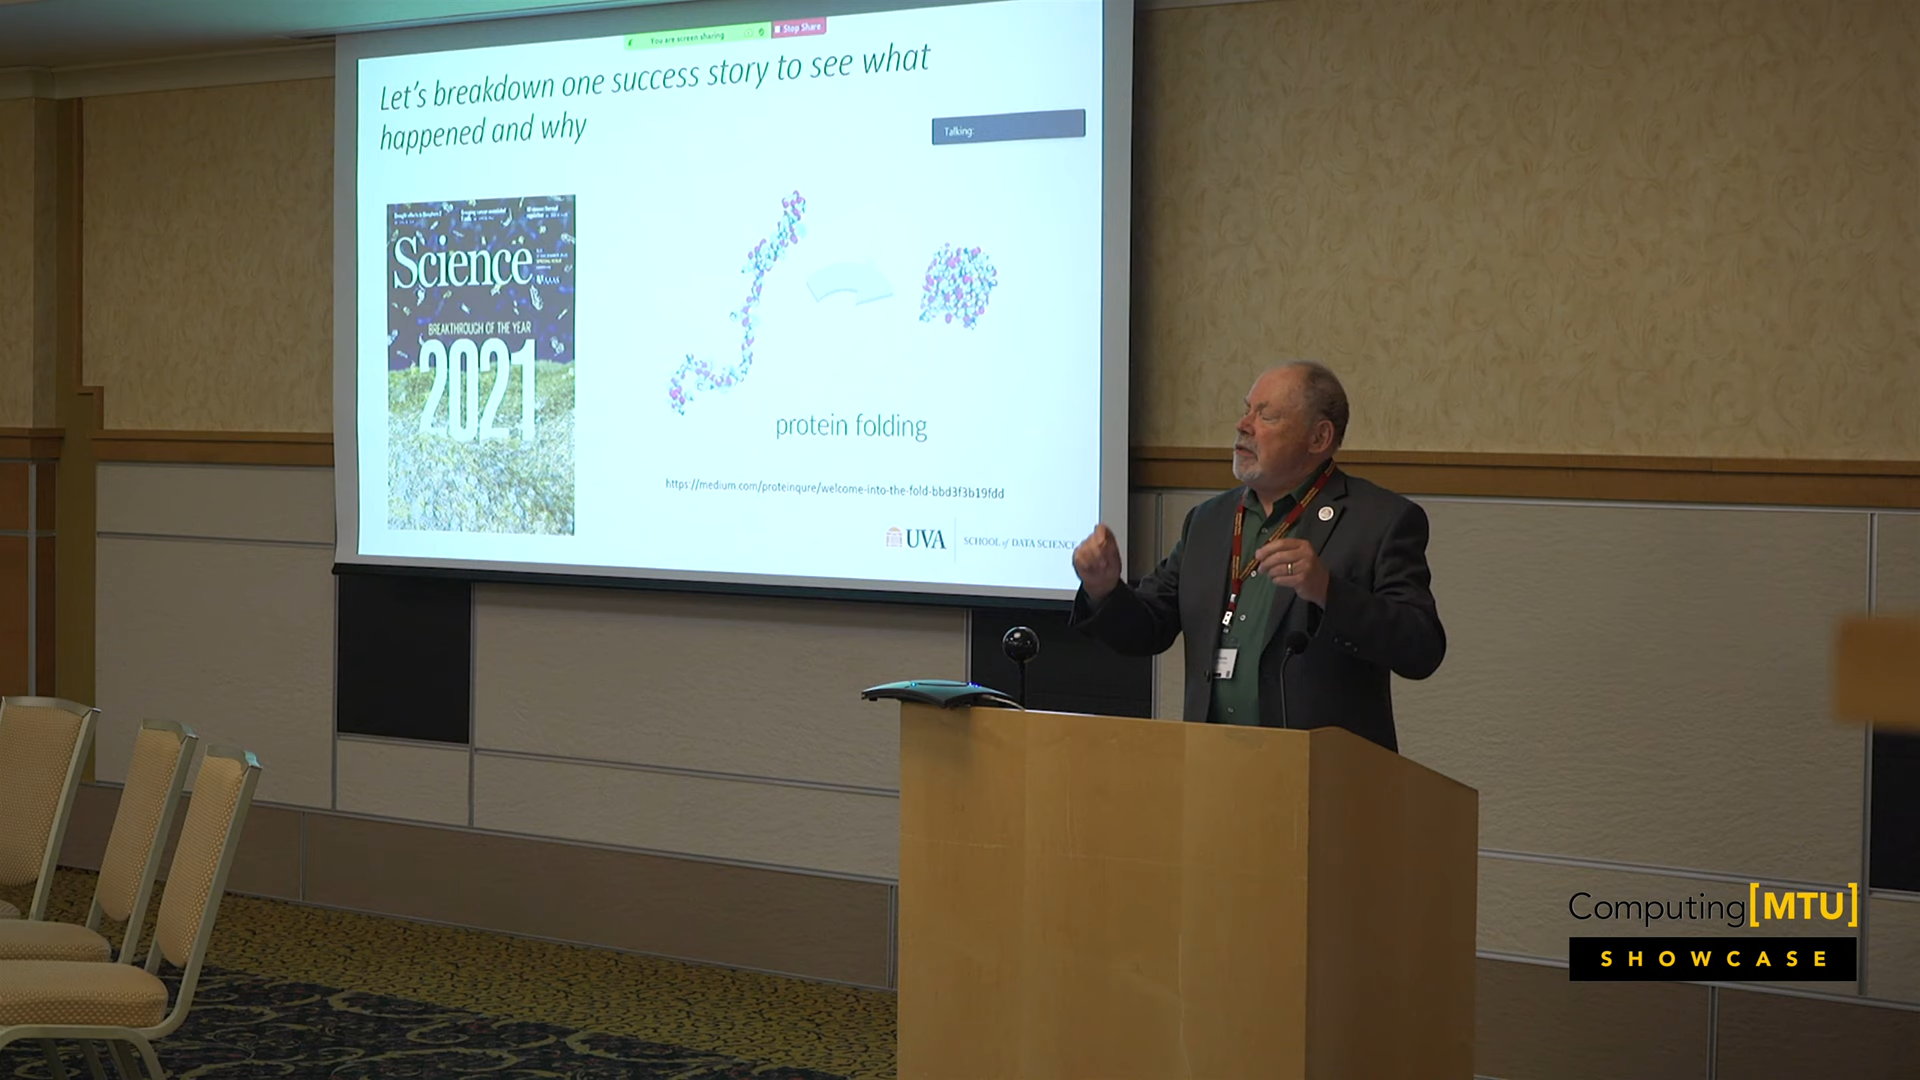 You are screen sharing
Stop Share
Let's breakdown one success story to see what
happened and why
Talking:
Science
BREAKTHROUGH OF THE YEAR
2021
protein folding
https://medium.com/proteinqure/welcome-into-the-fold-bbd3f3b19fdd
UVA SCHOOL of DATA SCIENCE
Computing[MTU]
SHOWCASE